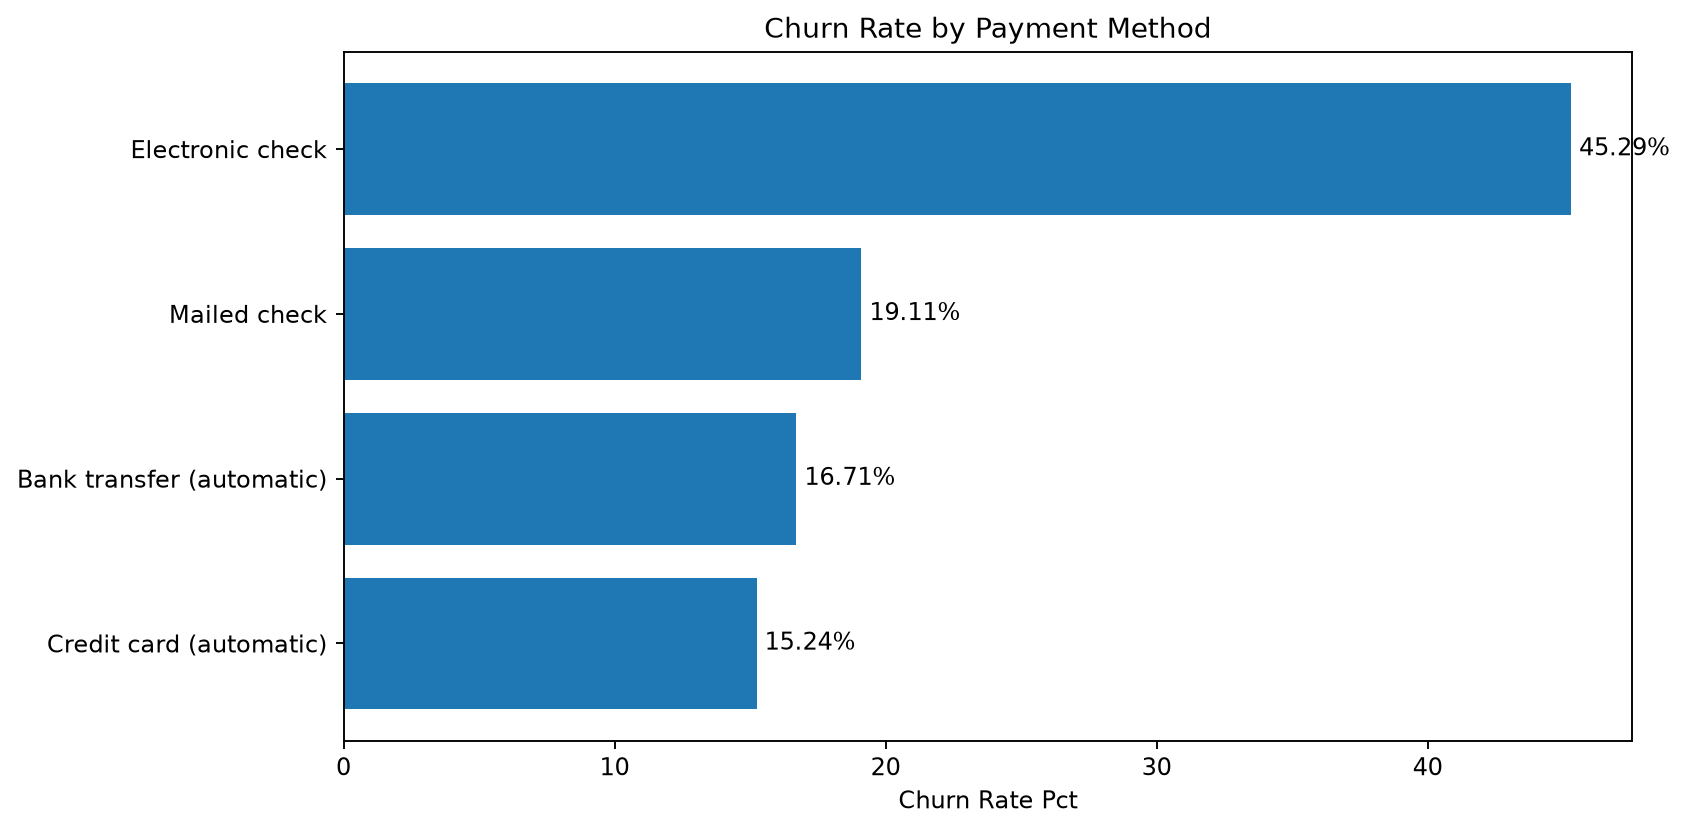 Churn Rate by Payment Method
Electronic check
45.29%
Mailed check
19.11%
Bank transfer (automatic)
16.71%
Credit card (automatic)
15.24%
0 10 20 30 40
Churn Rate Pct